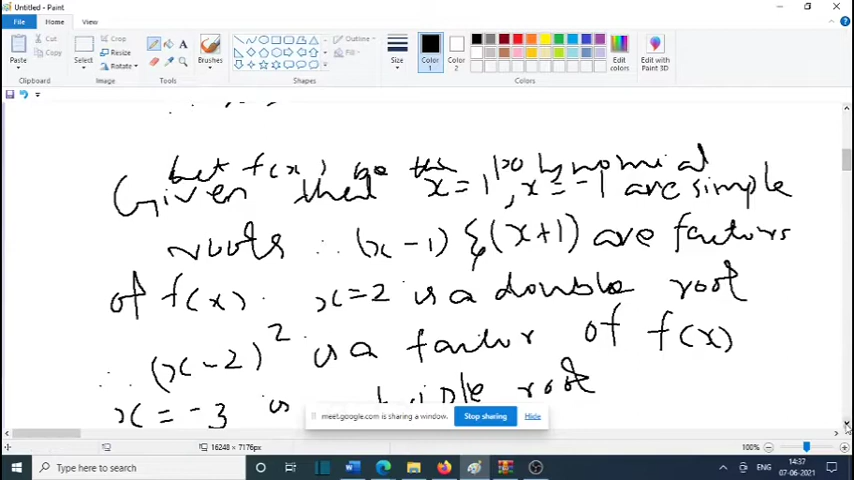 Untitled - Paint
File Home View
Paste Cut Copy Clipboard
Select Crop Resize Rotate Image
Tools
Brushes
Shapes Outline Fill
Size
Color 1 Color 2 Colors
Edit colors
Edit with Paint 3D
Let f(x) be the polynomial
Given that x=1, x=-1 are simple
roots ∴ (x-1) & (x+1) are factors
of f(x). x=2 is a double root
∴ (x-2)² is a factor of f(x)
x = -3 is root
meet.google.com is sharing a window. Stop sharing Hide
16248 × 7176px 100%
Type here to search
ENG 14:37 07-06-2021